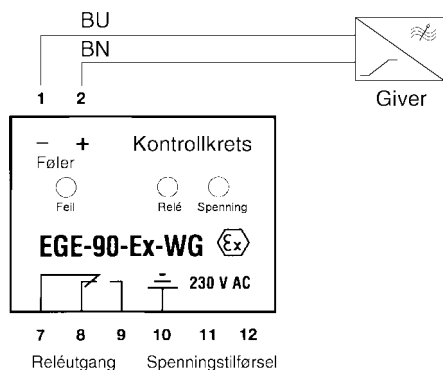 BU
BN
1 2
Giver
− +
Føler
Kontrollkrets
Feil Relé Spenning
EGE-90-Ex-WG Ex
230 V AC
7 8 9 10 11 12
Reléutgang Spenningstilførsel